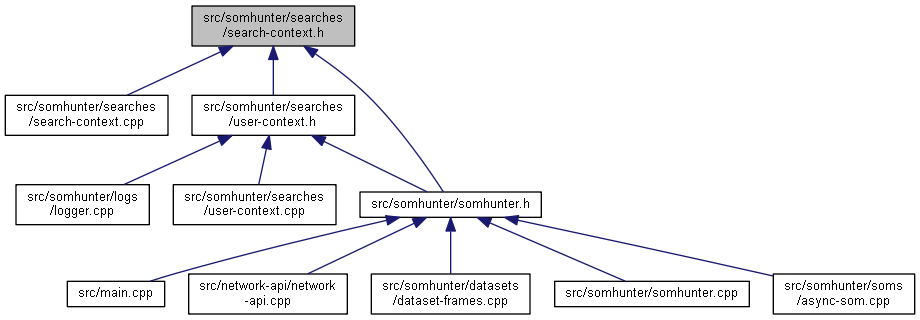 src/somhunter/searches
/search-context.h
src/somhunter/searches
/search-context.cpp
src/somhunter/searches
/user-context.h
src/somhunter/logs
/logger.cpp
src/somhunter/searches
/user-context.cpp
src/somhunter/somhunter.h
src/main.cpp
src/network-api/network
-api.cpp
src/somhunter/datasets
/dataset-frames.cpp
src/somhunter/somhunter.cpp
src/somhunter/soms
/async-som.cpp